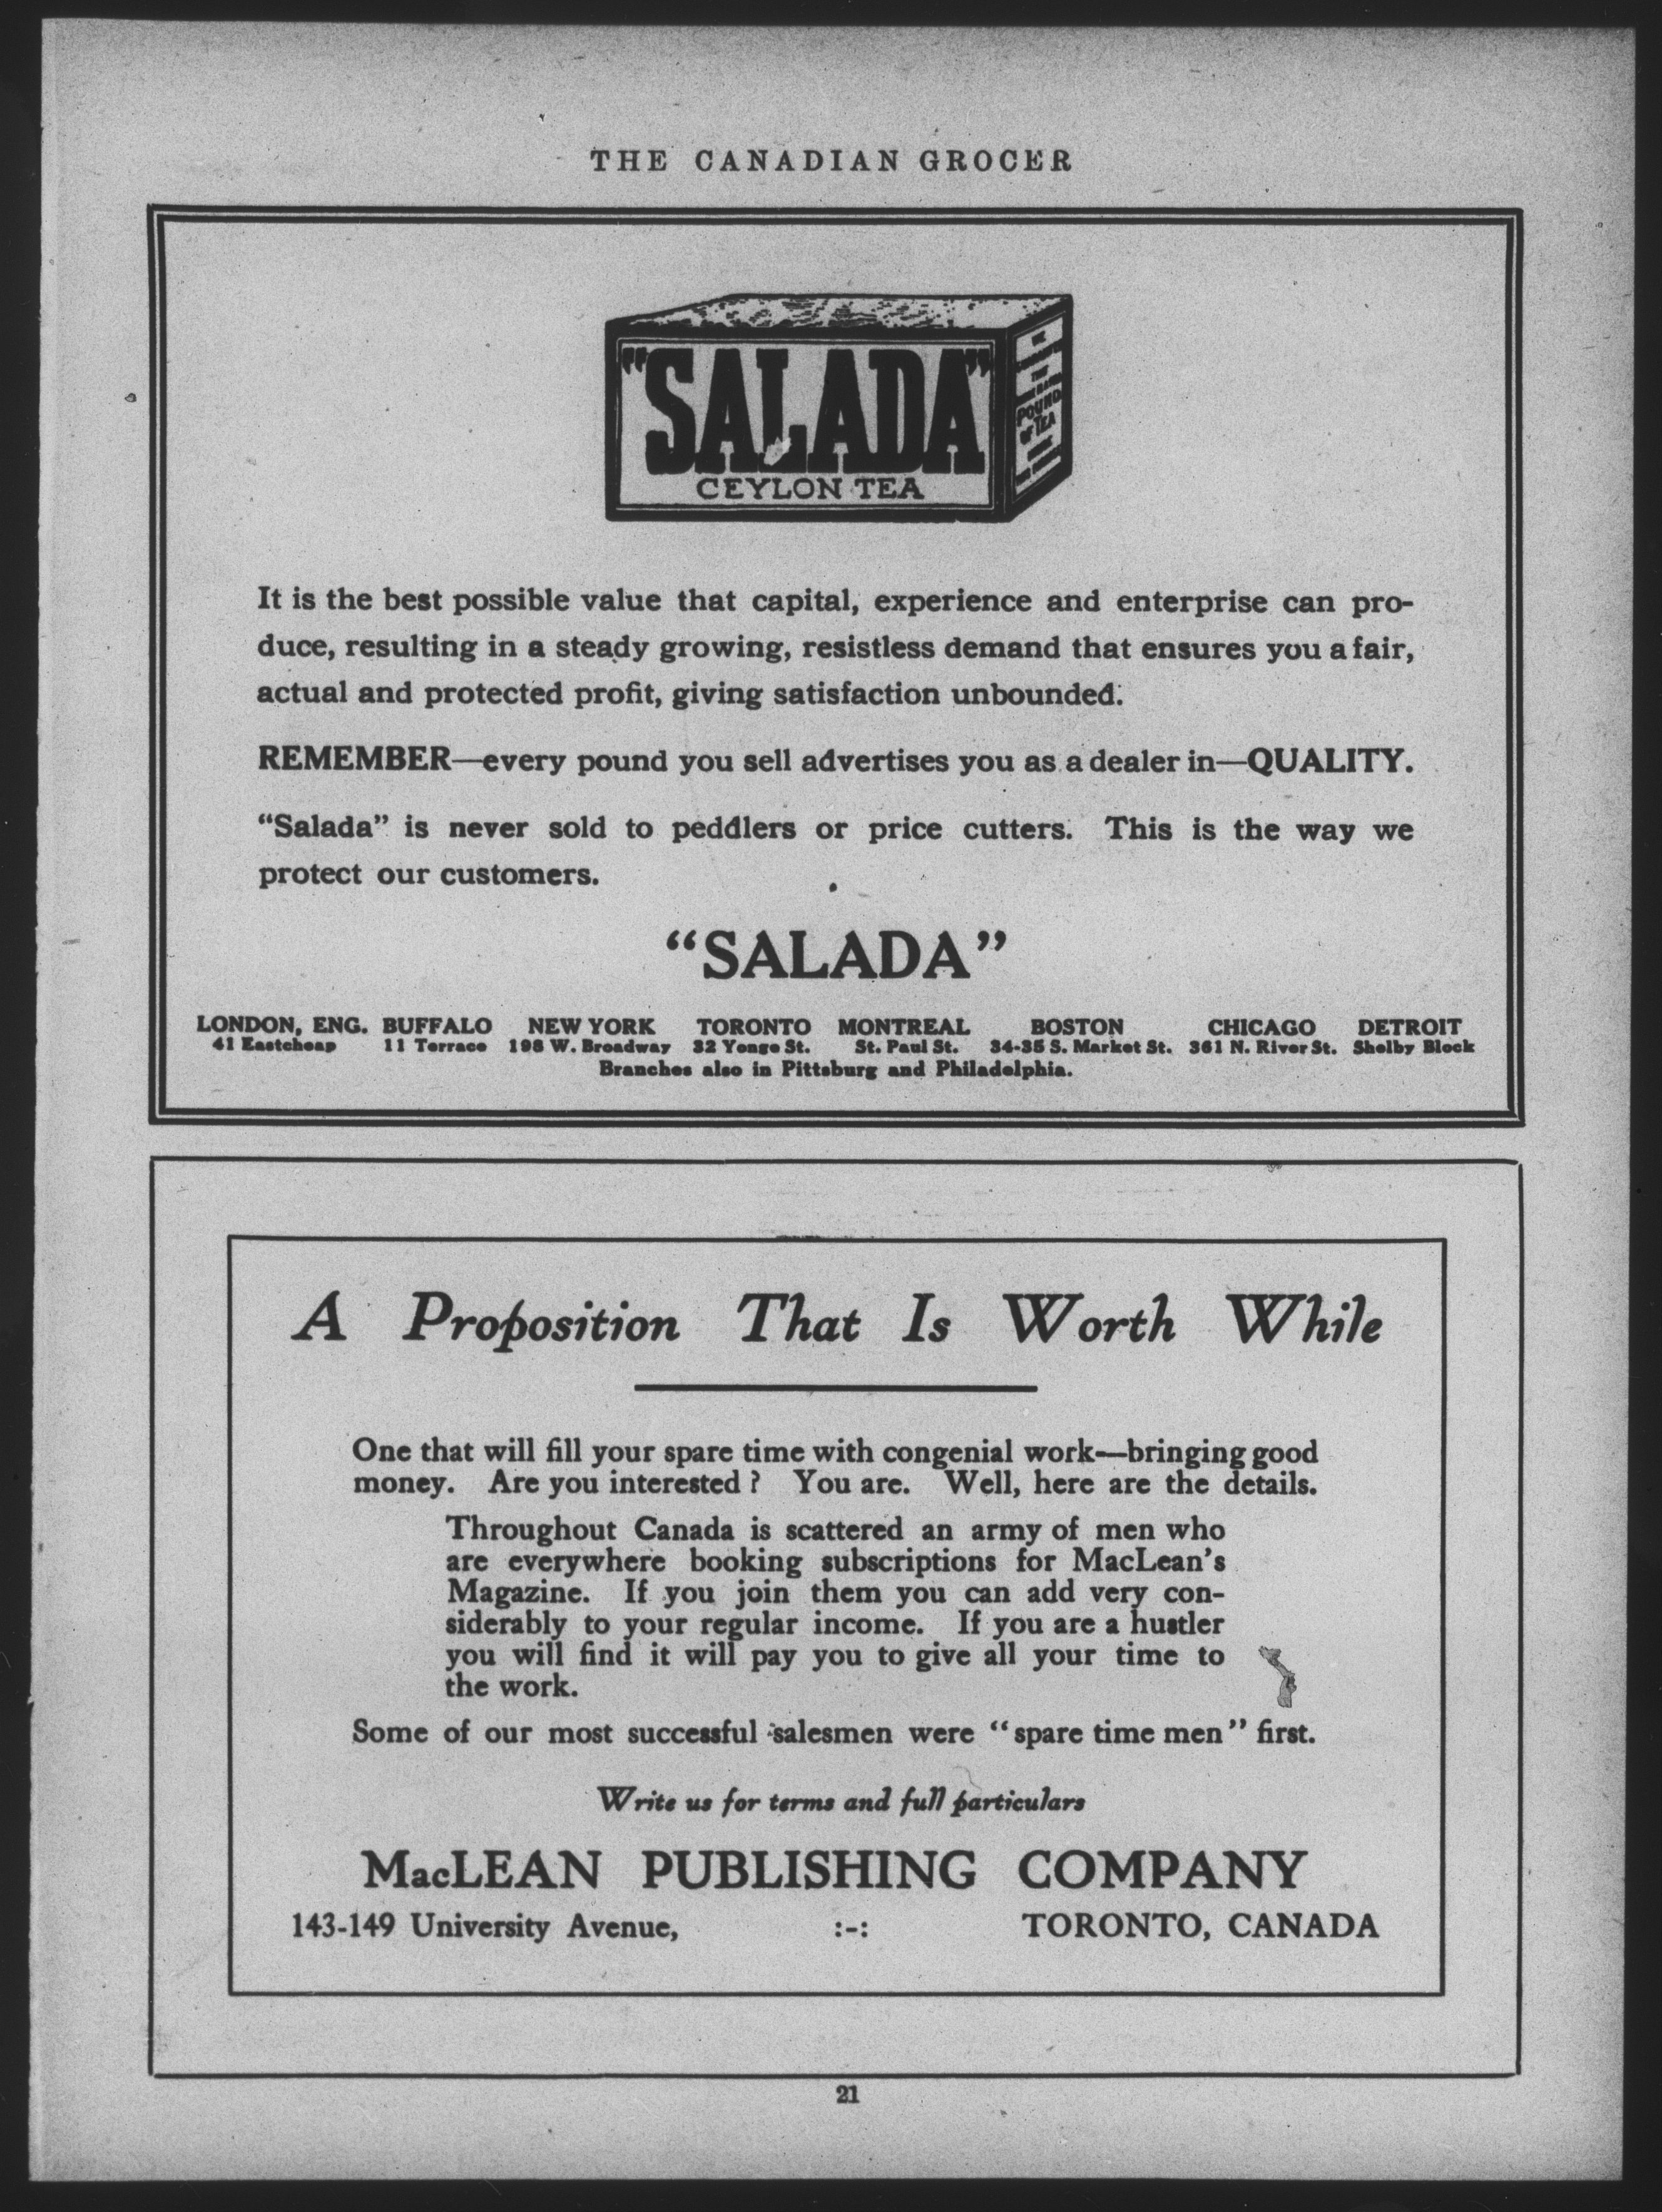 THE CANADIAN GROCER
"SALADA"
CEYLON TEA
THE
POUND
OF TEA
It is the best possible value that capital, experience and enterprise can pro-
duce, resulting in a steady growing, resistless demand that ensures you a fair,
actual and protected profit, giving satisfaction unbounded.
REMEMBER—every pound you sell advertises you as a dealer in—QUALITY.
"Salada" is never sold to peddlers or price cutters. This is the way we
protect our customers.
"SALADA"
LONDON, ENG. BUFFALO NEW YORK TORONTO MONTREAL BOSTON CHICAGO DETROIT
41 Eastcheap 11 Terrace 198 W. Broadway 32 Yonge St. St. Paul St. 34-35 S. Market St. 361 N. River St. Shelby Block
Branches also in Pittsburg and Philadelphia.
A Proposition That Is Worth While
One that will fill your spare time with congenial work—bringing good
money. Are you interested? You are. Well, here are the details.
Throughout Canada is scattered an army of men who
are everywhere booking subscriptions for MacLean's
Magazine. If you join them you can add very con-
siderably to your regular income. If you are a hustler
you will find it will pay you to give all your time to
the work.
Some of our most successful salesmen were "spare time men" first.
Write us for terms and full particulars
MacLEAN PUBLISHING COMPANY
143-149 University Avenue, :-: TORONTO, CANADA
21